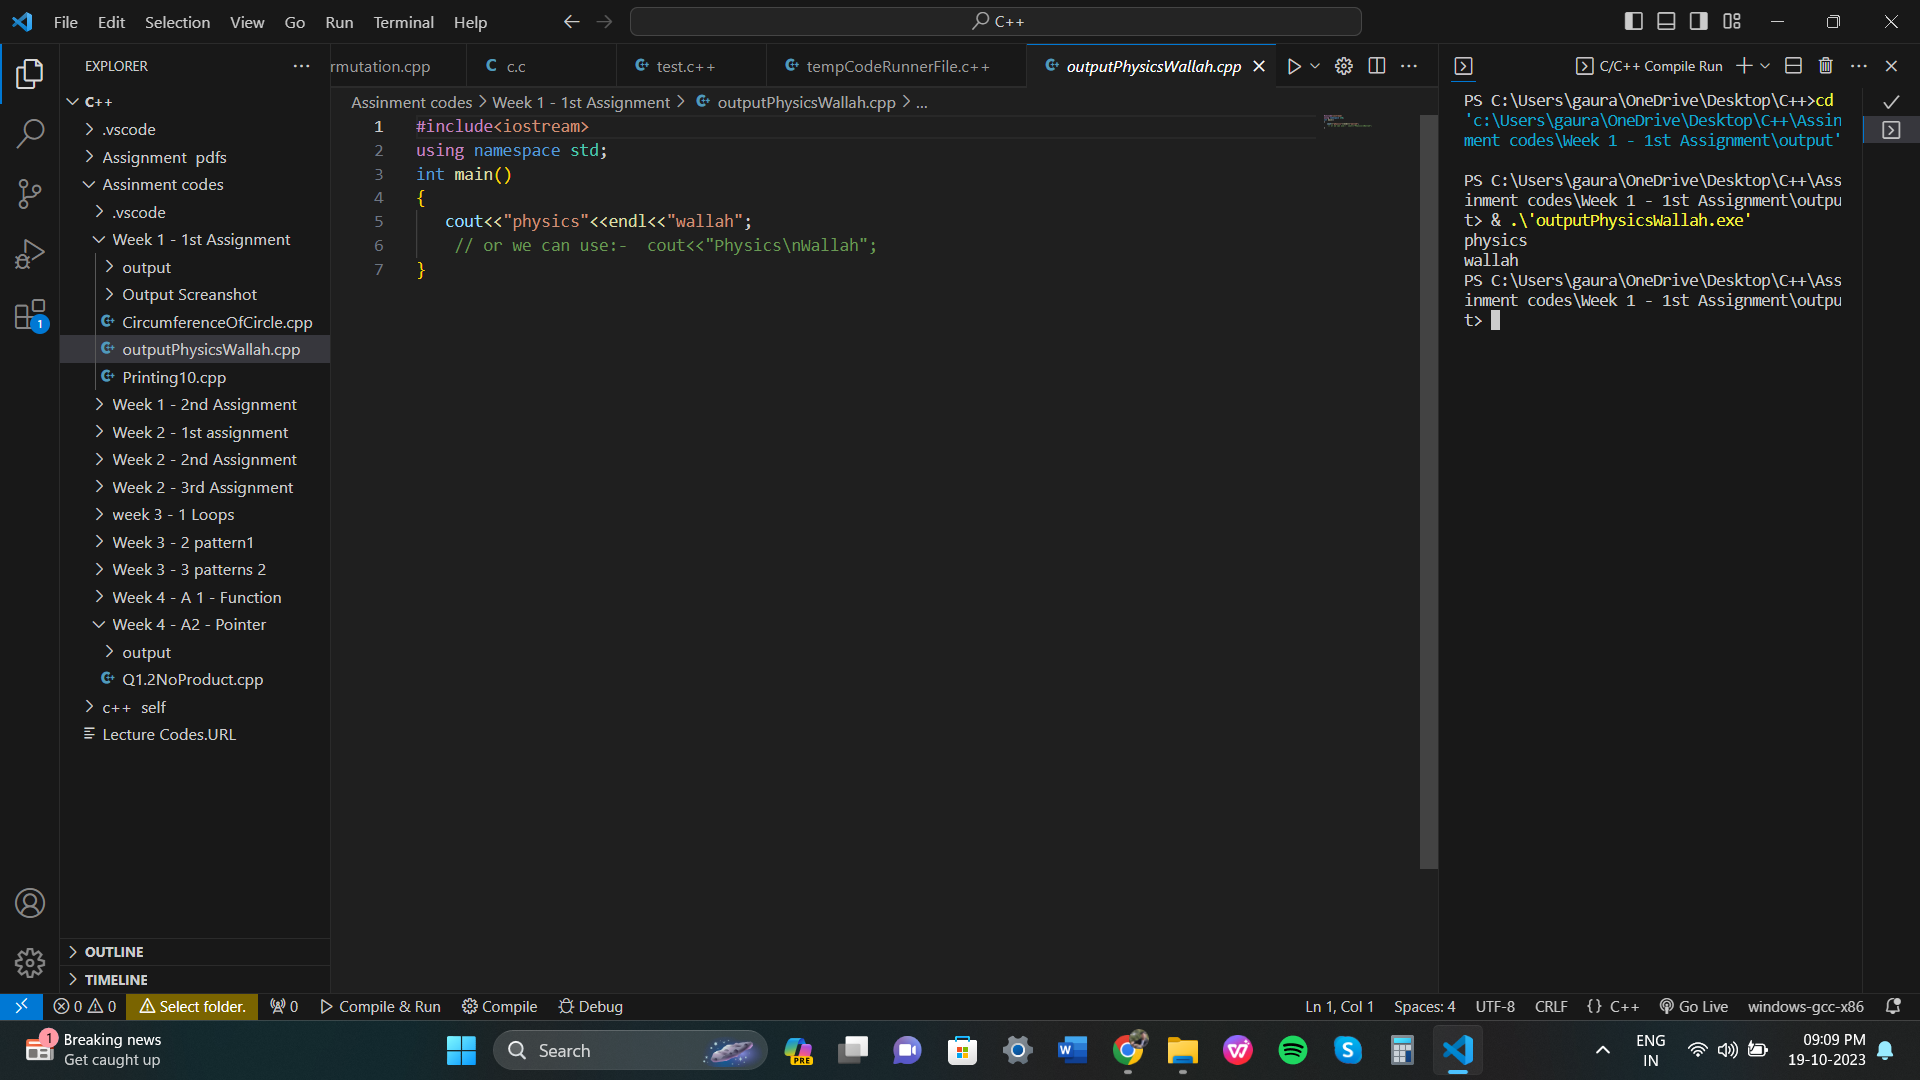 File Edit Selection View Go Run Terminal Help
C++
EXPLORER
C++
.vscode
Assignment pdfs
Assinment codes
.vscode
Week 1 - 1st Assignment
output
Output Screanshot
CircumferenceOfCircle.cpp
outputPhysicsWallah.cpp
Printing10.cpp
Week 1 - 2nd Assignment
Week 2 - 1st assignment
Week 2 - 2nd Assignment
Week 2 - 3rd Assignment
week 3 - 1 Loops
Week 3 - 2 pattern1
Week 3 - 3 patterns 2
Week 4 - A 1 - Function
Week 4 - A2 - Pointer
output
Q1.2NoProduct.cpp
c++ self
Lecture Codes.URL
OUTLINE
TIMELINE
rmutation.cpp
C c.c
test.c++
tempCodeRunnerFile.c++
outputPhysicsWallah.cpp
Assinment codes > Week 1 - 1st Assignment > outputPhysicsWallah.cpp > ...
1 #include<iostream>
2 using namespace std;
3 int main()
4 {
5 cout<<"physics"<<endl<<"wallah";
6 // or we can use:- cout<<"Physics\nWallah";
7 }
C/C++ Compile Run
PS C:\Users\gaura\OneDrive\Desktop\C++>cd
'c:\Users\gaura\OneDrive\Desktop\C++\Assin
ment codes\Week 1 - 1st Assignment\output'
PS C:\Users\gaura\OneDrive\Desktop\C++\Ass
inment codes\Week 1 - 1st Assignment\outpu
t> & .\'outputPhysicsWallah.exe'
physics
wallah
PS C:\Users\gaura\OneDrive\Desktop\C++\Ass
inment codes\Week 1 - 1st Assignment\outpu
t>
1
0 0 Select folder. 0 Compile & Run Compile Debug
Ln 1, Col 1 Spaces: 4 UTF-8 CRLF {} C++ Go Live windows-gcc-x86
1
Breaking news
Get caught up
Search
PRE
W
S
ENG
IN
09:09 PM
19-10-2023